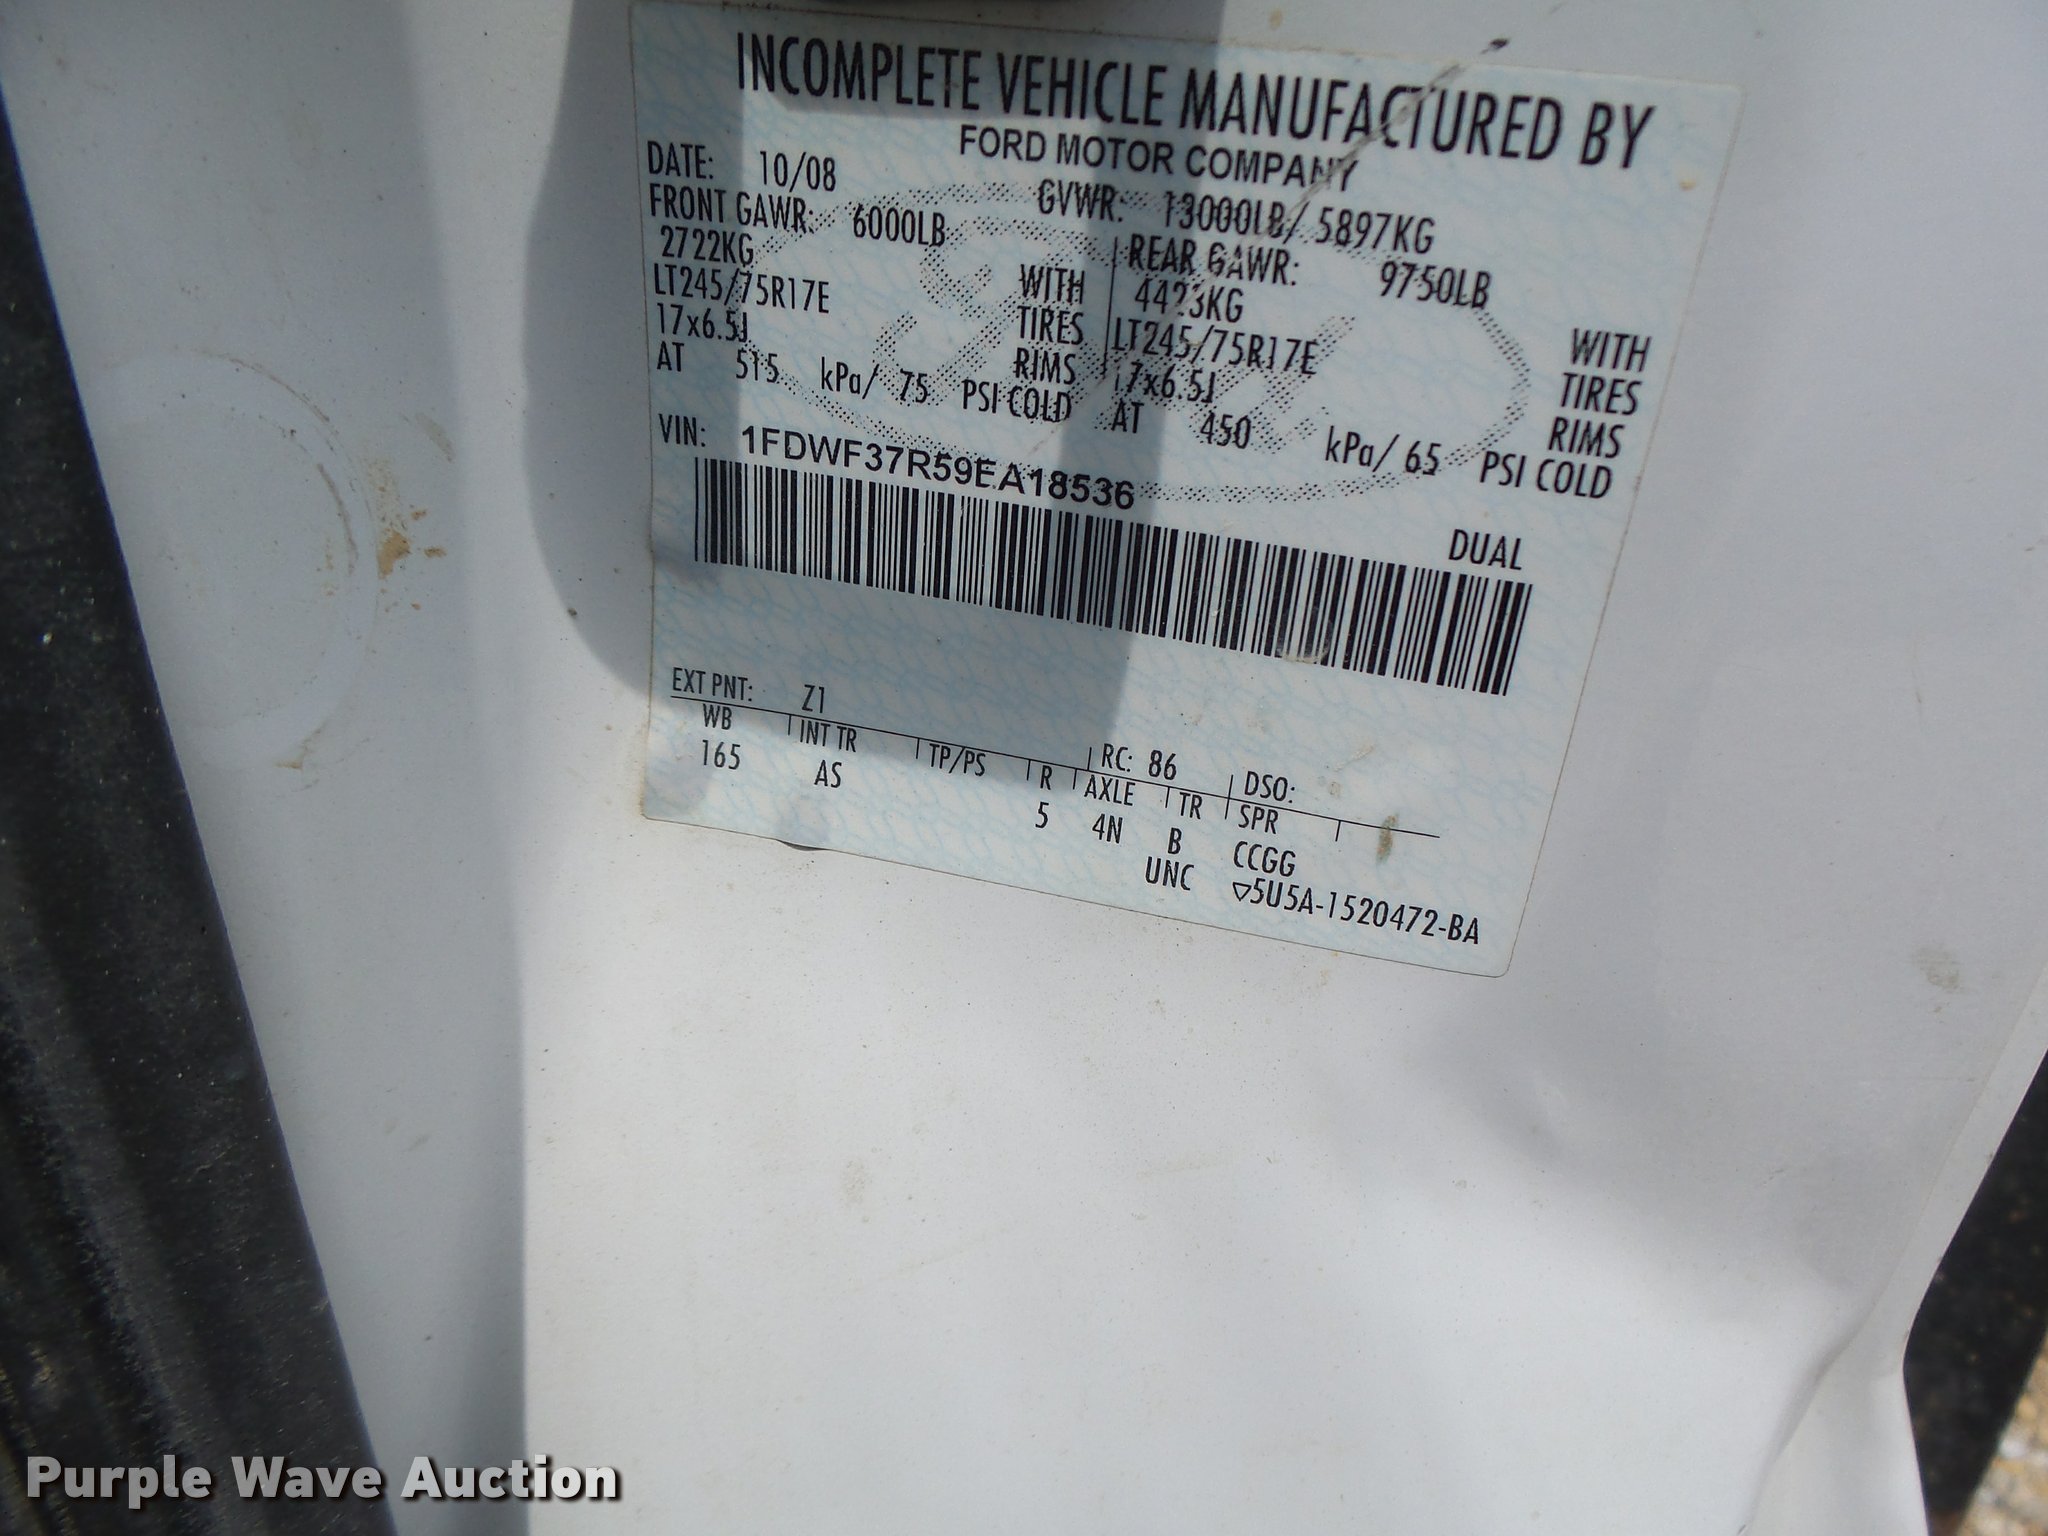 INCOMPLETE VEHICLE MANUFACTURED BY
FORD MOTOR COMPANY
DATE: 10/08 GVWR: 13000LB/ 5897KG
FRONT GAWR: 6000LB REAR GAWR: 9750LB
2722KG WITH 4423KG WITH
LT245/75R17E TIRES LT245/75R17E TIRES
17x6.5J RIMS 17x6.5J RIMS
AT 515 kPa/ 75 PSI COLD AT 450 kPa/ 65 PSI COLD
VIN: 1FDWF37R59EA18536
DUAL
EXT PNT: Z1 RC: 86 DSO:
WB INT TR TP/PS R AXLE TR SPR
165 AS 5 4N B CCGG
UNC ▽5U5A-1520472-BA
Purple Wave Auction